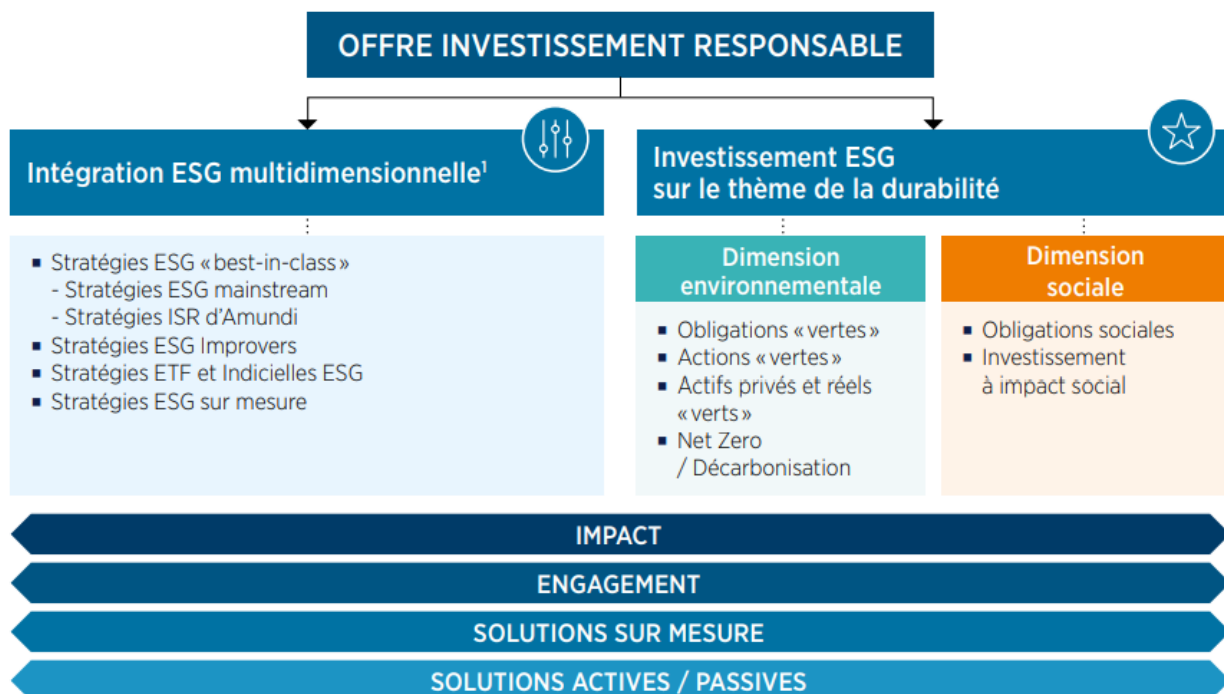 OFFRE INVESTISSEMENT RESPONSABLE
Intégration ESG multidimensionnelle¹
▪ Stratégies ESG « best-in-class »
- Stratégies ESG mainstream
- Stratégies ISR d’Amundi
▪ Stratégies ESG Improvers
▪ Stratégies ETF et Indicielles ESG
▪ Stratégies ESG sur mesure
Investissement ESG
sur le thème de la durabilité
Dimension
environnementale
▪ Obligations « vertes »
▪ Actions « vertes »
▪ Actifs privés et réels
« verts »
▪ Net Zero
/ Décarbonisation
Dimension
sociale
▪ Obligations sociales
▪ Investissement
à impact social
IMPACT
ENGAGEMENT
SOLUTIONS SUR MESURE
SOLUTIONS ACTIVES / PASSIVES